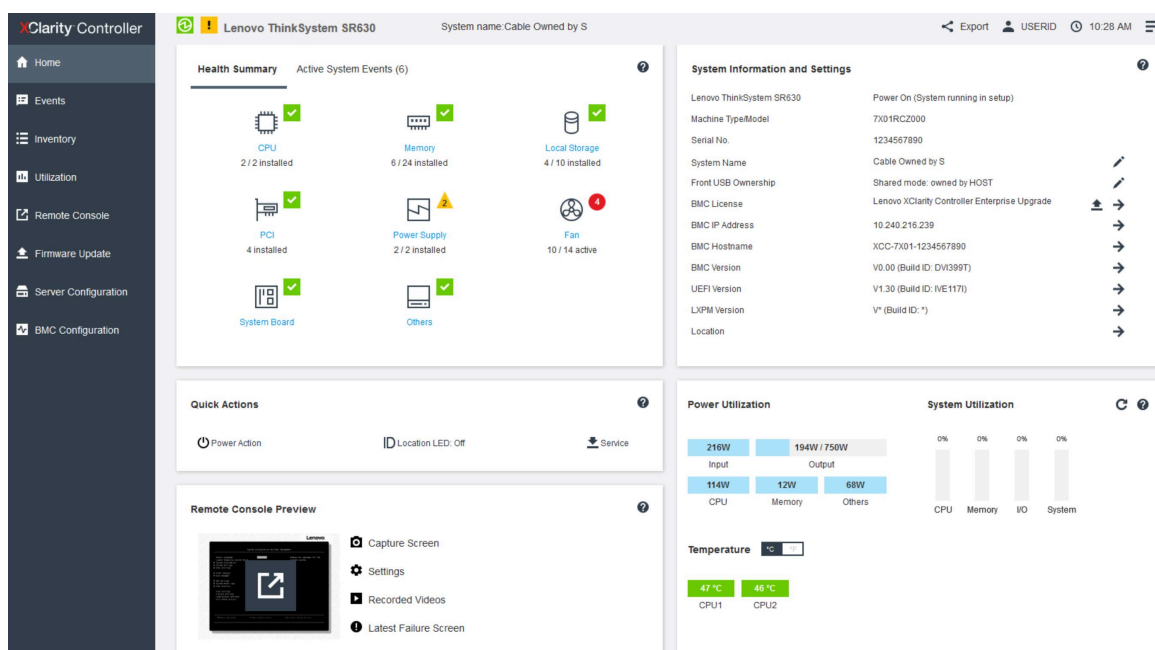 XClarity Controller
Lenovo ThinkSystem SR630
System name:Cable Owned by S
Export
USERID
10:28 AM
Home
Events
Inventory
Utilization
Remote Console
Firmware Update
Server Configuration
BMC Configuration
Health Summary
Active System Events (6)
CPU
2 / 2 installed
Memory
6 / 24 installed
Local Storage
4 / 10 installed
PCI
4 installed
2
Power Supply
2 / 2 installed
4
Fan
10 / 14 active
System Board
Others
System Information and Settings
Lenovo ThinkSystem SR630 Power On (System running in setup)
Machine Type/Model 7X01RCZ000
Serial No. 1234567890
System Name Cable Owned by S
Front USB Ownership Shared mode: owned by HOST
BMC License Lenovo XClarity Controller Enterprise Upgrade
BMC IP Address 10.240.216.239
BMC Hostname XCC-7X01-1234567890
BMC Version V0.00 (Build ID: DVI399T)
UEFI Version V1.30 (Build ID: IVE117I)
LXPM Version V* (Build ID: *)
Location
Quick Actions
Power Action
Location LED: Off
Service
Remote Console Preview
Lenovo
Capture Screen
Settings
Recorded Videos
Latest Failure Screen
Power Utilization
216W 194W / 750W
Input Output
114W 12W 68W
CPU Memory Others
System Utilization
0% 0% 0% 0%
CPU Memory I/O System
Temperature °C °F
47 °C 46 °C
CPU1 CPU2